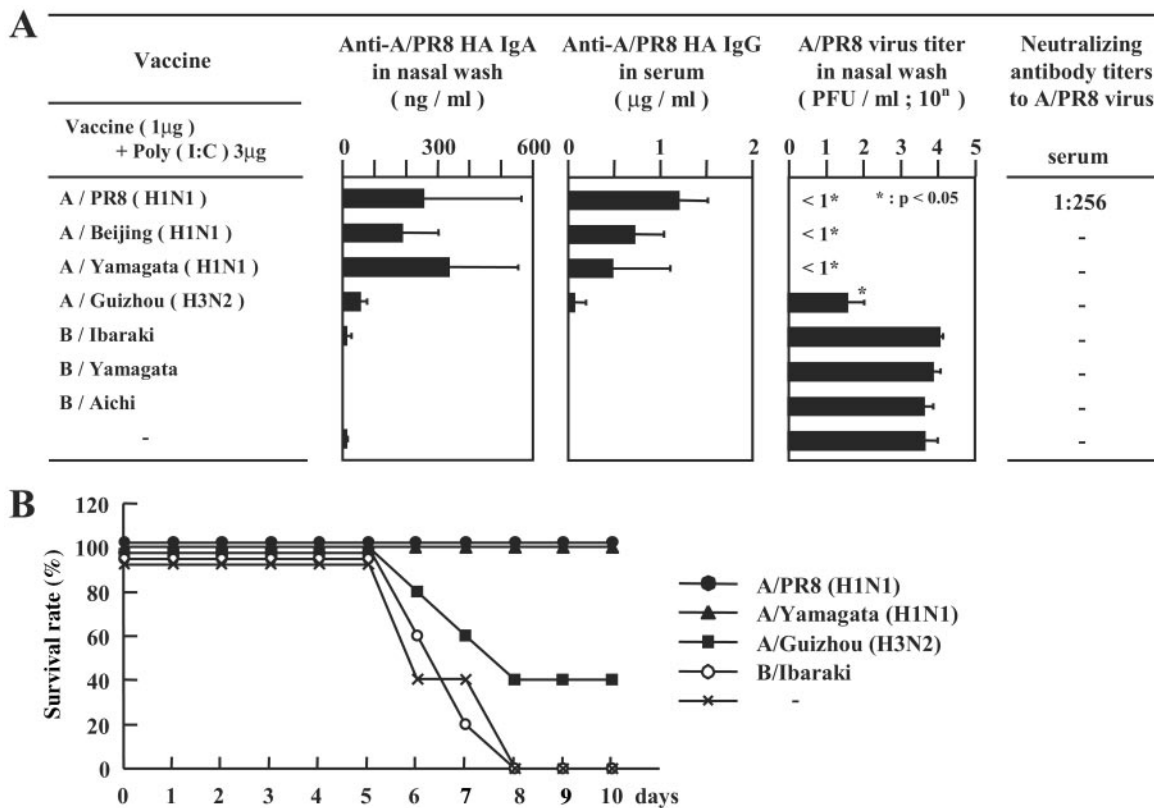 A
Vaccine
Anti-A/PR8 HA IgA
in nasal wash
( ng / ml )
Anti-A/PR8 HA IgG
in serum
( μg / ml )
A/PR8 virus titer
in nasal wash
( PFU / ml ; 10ⁿ )
Neutralizing
antibody titers
to A/PR8 virus
Vaccine ( 1μg )
+ Poly ( I:C ) 3μg
0 300 600
0 1 2
0 1 2 3 4 5
serum
A / PR8 ( H1N1 ) < 1* * : p < 0.05 1:256
A / Beijing ( H1N1 ) < 1* -
A / Yamagata ( H1N1 ) < 1* -
A / Guizhou ( H3N2 ) * -
B / Ibaraki -
B / Yamagata -
B / Aichi -
- -
B
Survival rate (%)
120
100
80
60
40
20
0
0 1 2 3 4 5 6 7 8 9 10 days
A/PR8 (H1N1)
A/Yamagata (H1N1)
A/Guizhou (H3N2)
B/Ibaraki
-